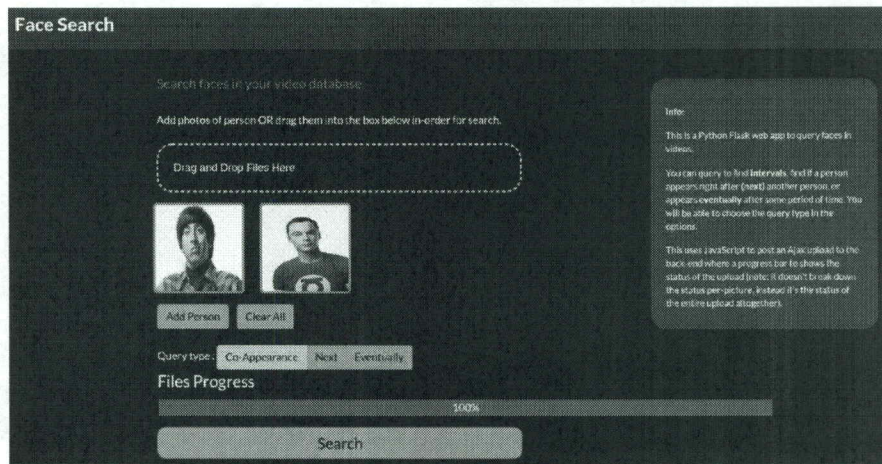 Face Search
Search faces in your video database
Add photos of person OR drag them into the box below in-order for search.
Drag and Drop Files Here
Add Person
Clear All
Query type :
Co-Appearance
Next
Eventually
Files Progress
100%
Search
Info:
This is a Python Flask web app to query faces in
videos.
You can query to find intervals, find if a person
appears right after (next) another person, or
appears eventually after some period of time. You
will be able to choose the query type in the
options.
This uses JavaScript to post an Ajax upload to the
back-end where a progress bar to shows the
status of the upload (note: it doesn't break down
the status per-picture, instead it's the status of
the entire upload altogether).